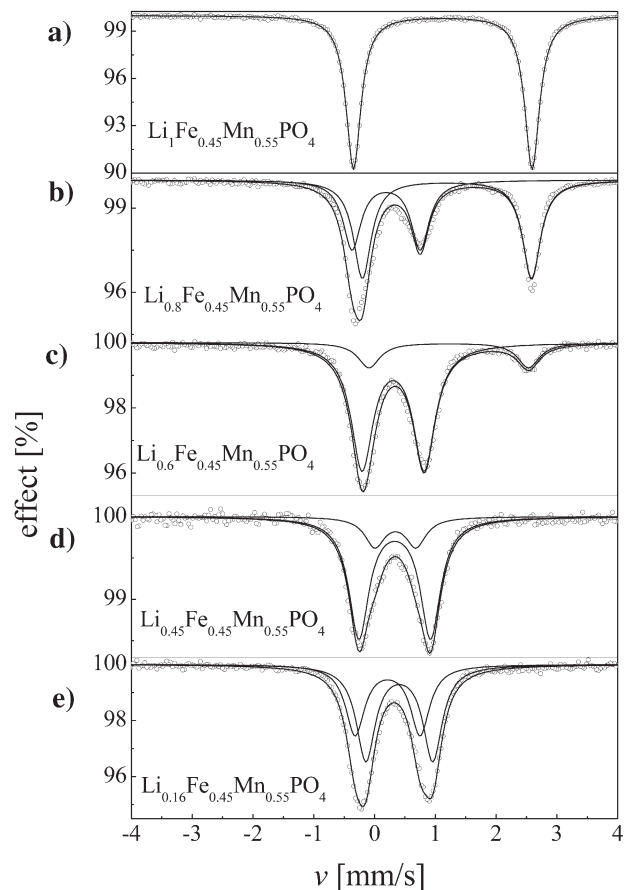 a)
99
96
93
90
Li₁Fe₀.₄₅Mn₀.₅₅PO₄
b)
99
96
Li₀.₈Fe₀.₄₅Mn₀.₅₅PO₄
c)
100
98
96
Li₀.₆Fe₀.₄₅Mn₀.₅₅PO₄
effect [%]
d)
100
99
Li₀.₄₅Fe₀.₄₅Mn₀.₅₅PO₄
e)
100
98
96
Li₀.₁₆Fe₀.₄₅Mn₀.₅₅PO₄
-4 -3 -2 -1 0 1 2 3 4
v [mm/s]